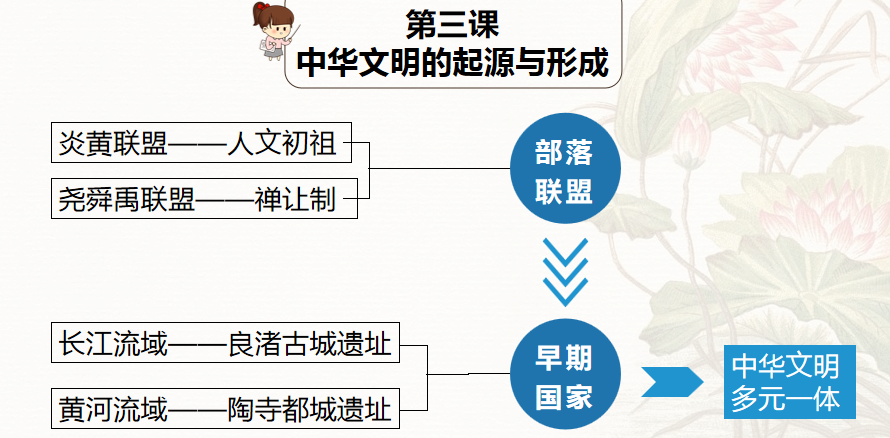 第三课
中华文明的起源与形成
炎黄联盟——人文初祖
尧舜禹联盟——禅让制
部落
联盟
长江流域——良渚古城遗址
黄河流域——陶寺都城遗址
早期
国家
中华文明
多元一体